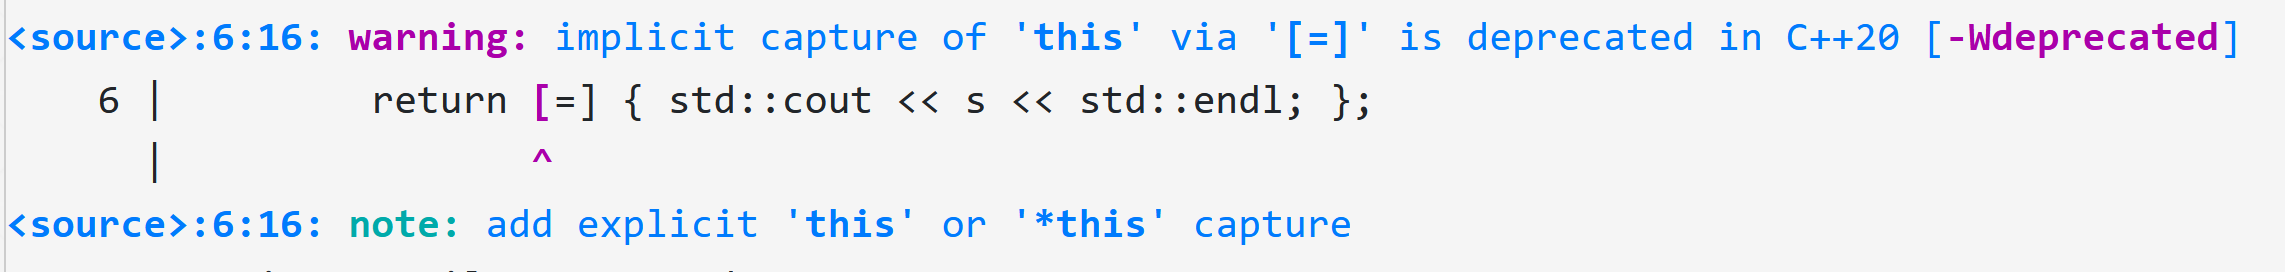 <source>:6:16: warning: implicit capture of 'this' via '[=]' is deprecated in C++20 [-Wdeprecated]
    6 |         return [=] { std::cout << s << std::endl; };
      |                ^
<source>:6:16: note: add explicit 'this' or '*this' capture